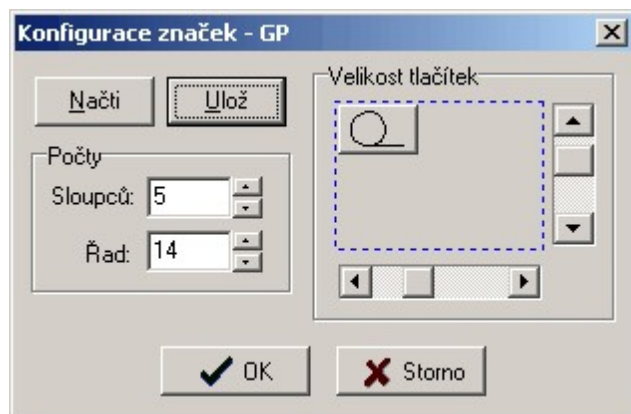 Konfigurace značek - GP
Načti
Ulož
Velikost tlačítek
Počty
Sloupců: 5
Řad: 14
OK
Storno